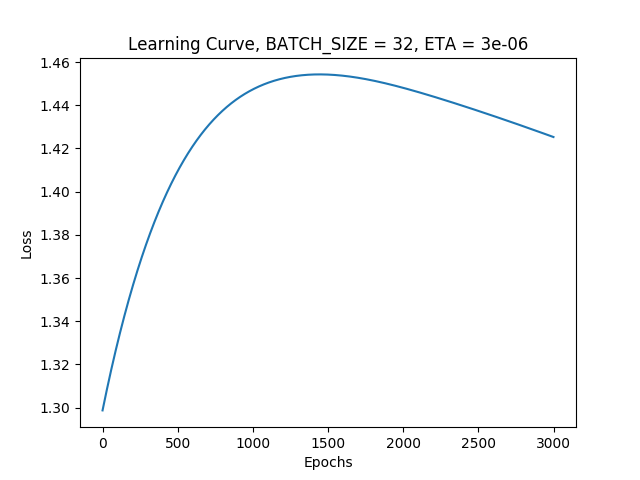 Learning Curve, BATCH_SIZE = 32, ETA = 3e-06
1.46
1.44
1.42
1.40
1.38
1.36
1.34
1.32
1.30
Loss
0 500 1000 1500 2000 2500 3000
Epochs